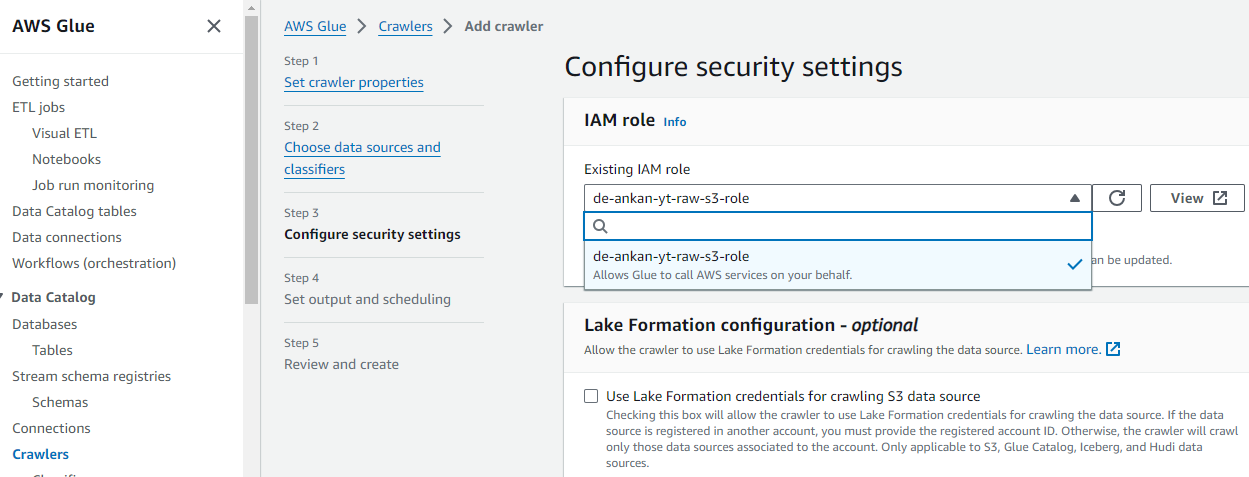 AWS Glue
Getting started
ETL jobs
Visual ETL
Notebooks
Job run monitoring
Data Catalog tables
Data connections
Workflows (orchestration)
Data Catalog
Databases
Tables
Stream schema registries
Schemas
Connections
Crawlers
AWS Glue > Crawlers > Add crawler
Step 1
Set crawler properties
Step 2
Choose data sources and
classifiers
Step 3
Configure security settings
Step 4
Set output and scheduling
Step 5
Review and create
Configure security settings
IAM role Info
Existing IAM role
de-ankan-yt-raw-s3-role
View
de-ankan-yt-raw-s3-role
Allows Glue to call AWS services on your behalf.
an be updated.
Lake Formation configuration - optional
Allow the crawler to use Lake Formation credentials for crawling the data source. Learn more.
Use Lake Formation credentials for crawling S3 data source
Checking this box will allow the crawler to use Lake Formation credentials for crawling the data source. If the data
source is registered in another account, you must provide the registered account ID. Otherwise, the crawler will crawl
only those data sources associated to the account. Only applicable to S3, Glue Catalog, Iceberg, and Hudi data
sources.